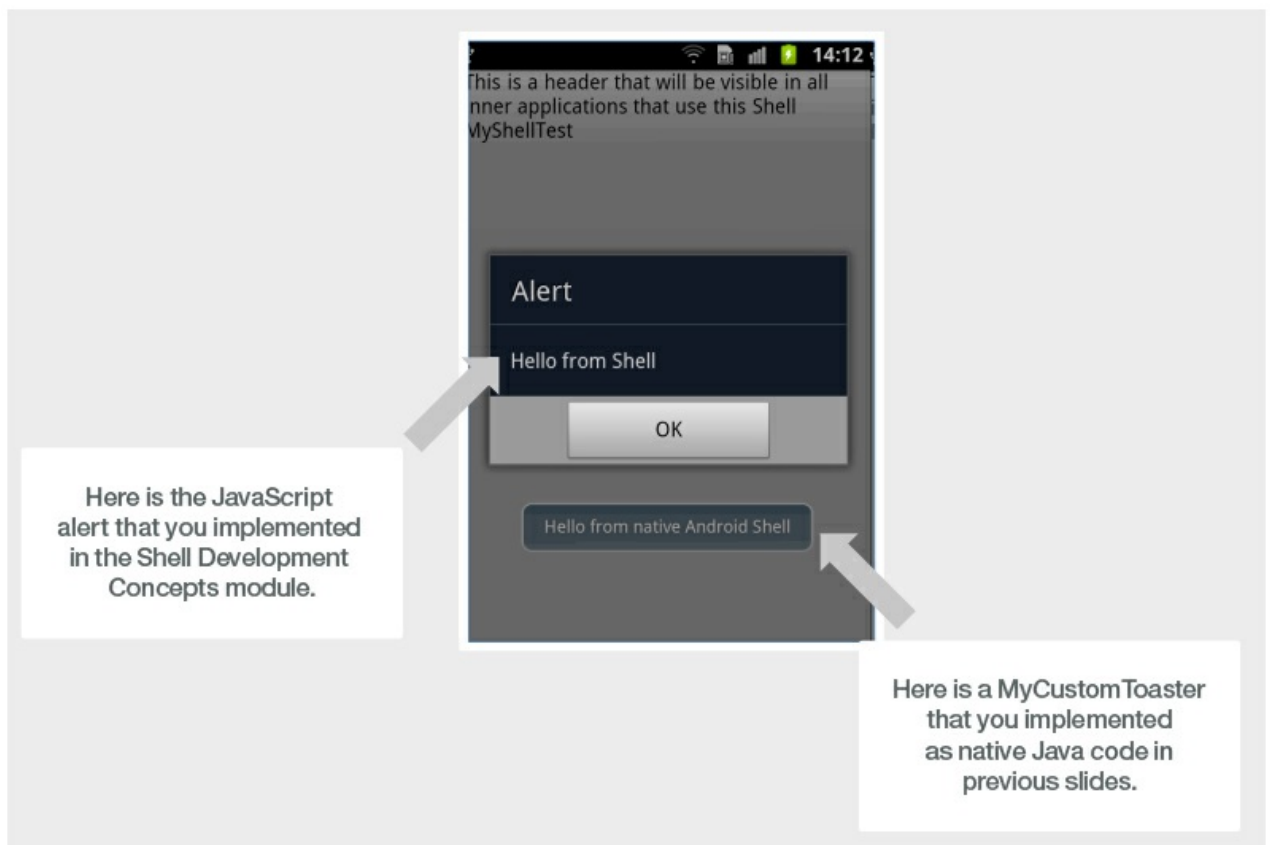 14:12
This is a header that will be visible in all
inner applications that use this Shell
MyShellTest
Alert
Hello from Shell
OK
Hello from native Android Shell
Here is the JavaScript
alert that you implemented
in the Shell Development
Concepts module.
Here is a MyCustomToaster
that you implemented
as native Java code in
previous slides.